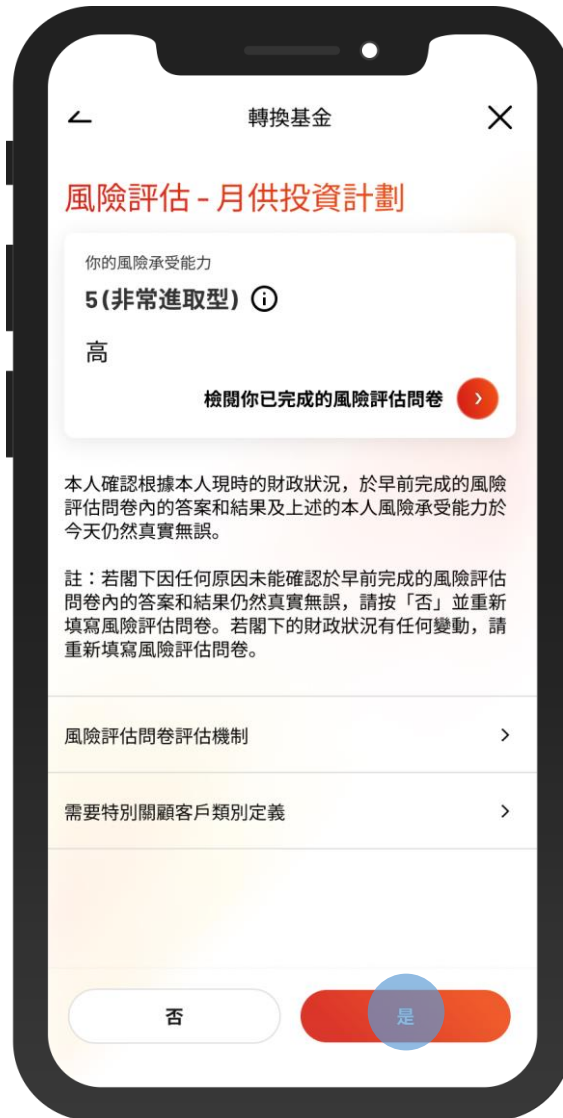 轉換基金
風險評估 - 月供投資計劃
你的風險承受能力
5 (非常進取型)
高
檢閱你已完成的風險評估問卷
本人確認根據本人現時的財政狀況，於早前完成的風險
評估問卷內的答案和結果及上述的本人風險承受能力於
今天仍然真實無誤。
註：若閣下因任何原因未能確認於早前完成的風險評估
問卷內的答案和結果仍然真實無誤，請按「否」並重新
填寫風險評估問卷。若閣下的財政狀況有任何變動，請
重新填寫風險評估問卷。
風險評估問卷評估機制
需要特別關顧客戶類別定義
否
是